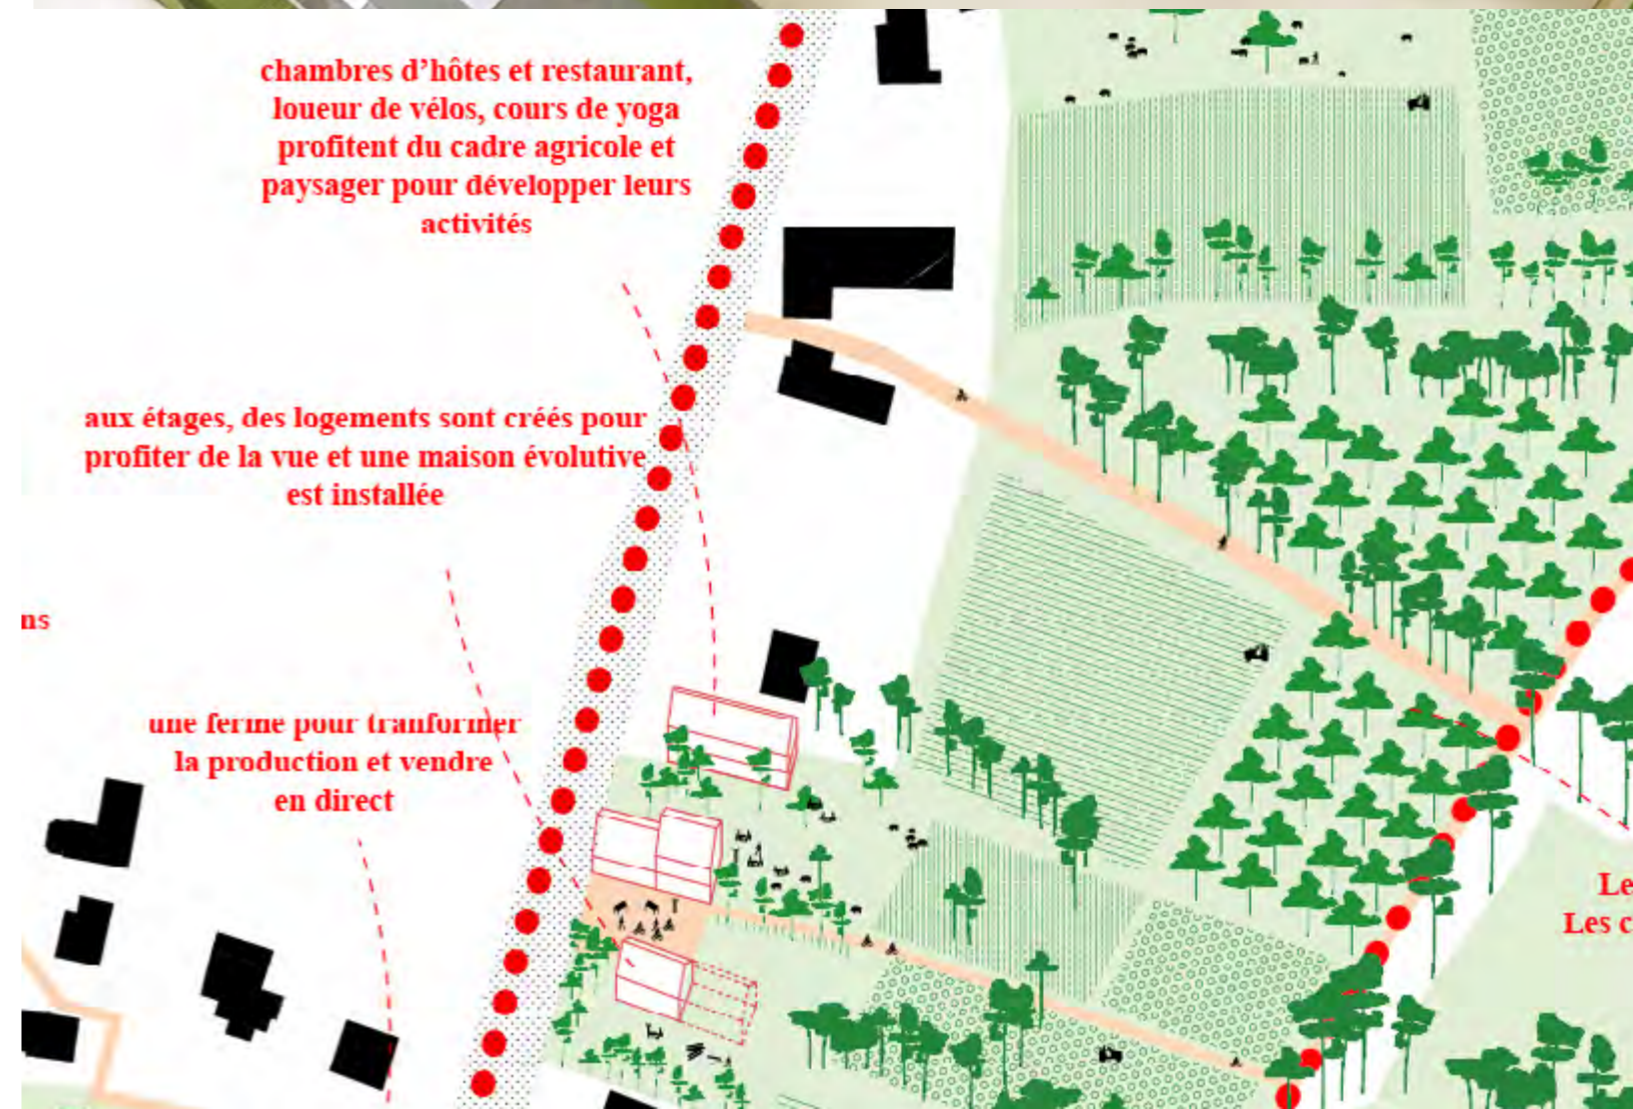 chambres d’hôtes et restaurant,
loueur de vélos, cours de yoga
profitent du cadre agricole et
paysager pour développer leurs
activités
aux étages, des logements sont créés pour
profiter de la vue et une maison évolutive
est installée
ns
une ferme pour tranformer
la production et vendre
en direct
Le
Les c